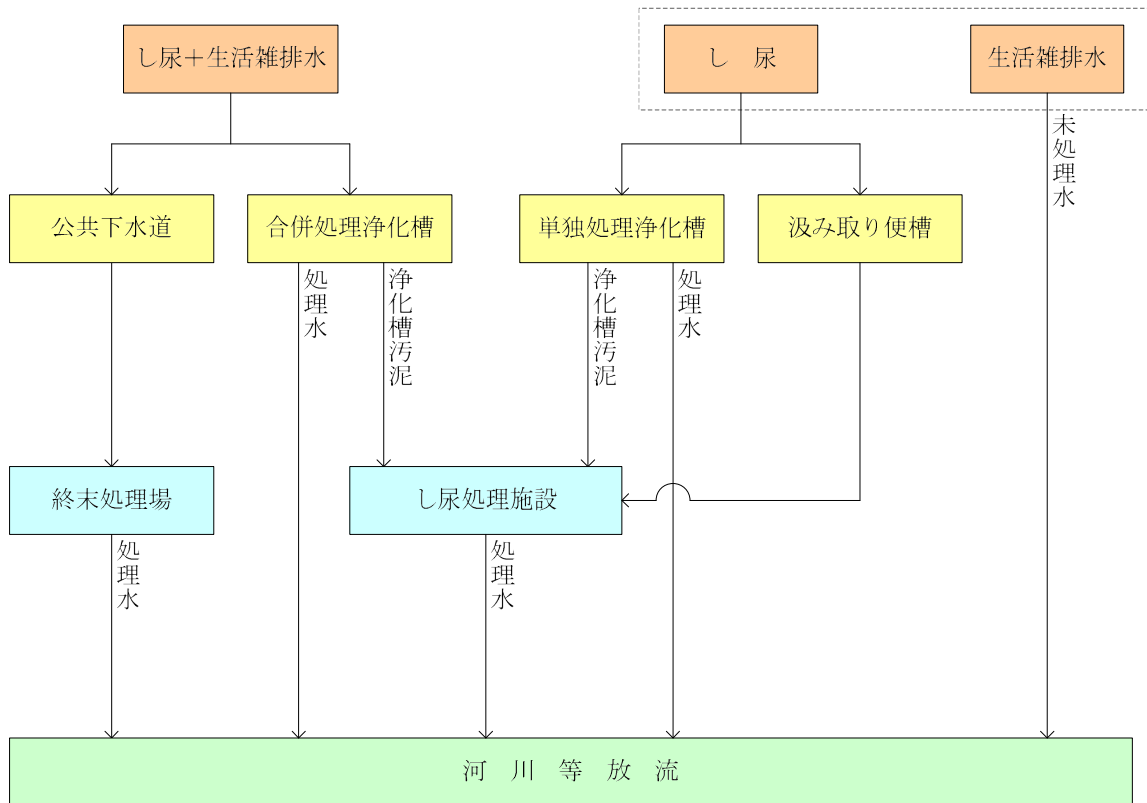 し尿＋生活雑排水
し　尿
生活雑排水
未処理水
公共下水道
合併処理浄化槽
単独処理浄化槽
汲み取り便槽
処理水
浄化槽汚泥
浄化槽汚泥
処理水
終末処理場
し尿処理施設
処理水
処理水
河　川　等　放　流